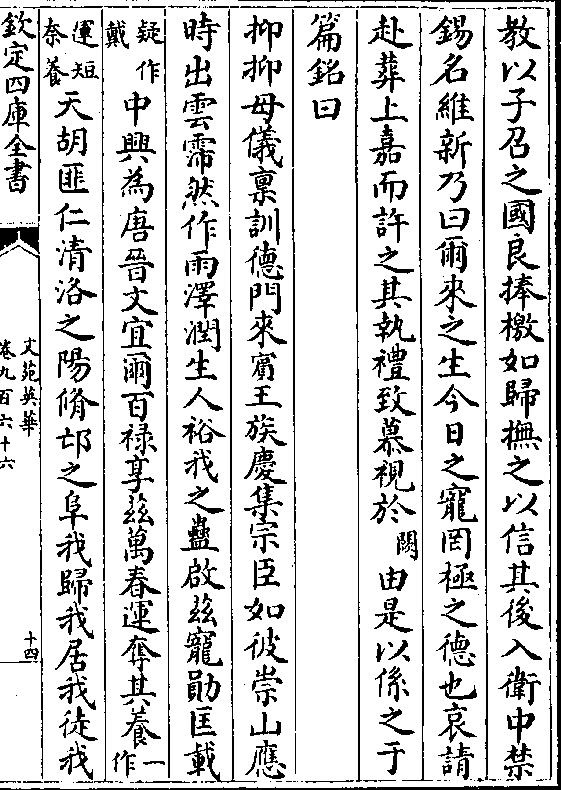 教以子召之國良捧檄如歸撫之以信其後入衛中禁
錫名維新乃曰爾來之生今日之寵罔極之德也哀請
赴葬上嘉而許之其執禮致慕視於闕由是以係之于
篇銘曰
抑抑母儀稟訓德門來賓王族慶集宗臣如彼崇山應
時出雲霈然作雨澤潤生人裕我之蠱啟兹寵勛匡載
疑作
戴
中興為唐晉文宜爾百禄享兹萬春運奪其養
一
作
運短
奈養
天胡匪仁清洛之陽脩邙之阜我歸我居我徒我
欽定四庫全書
文苑英華
卷九百六十六
十四